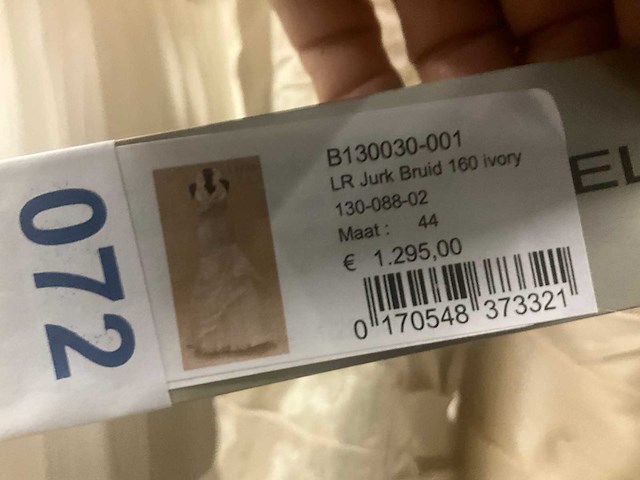 072
B130030-001
LR Jurk Bruid 160 ivory
130-088-02
Maat : 44
€ 1.295,00
0 170548 373321
EL